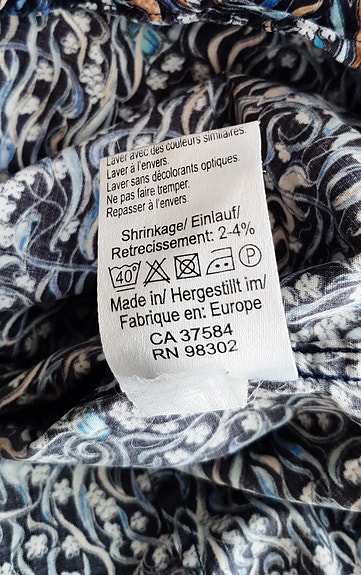 Laver avec des couleurs similaires.
Laver à l'envers.
Laver sans décolorants optiques.
Ne pas faire tremper.
Repasser à l'envers.
Shrinkage/ Einlauf/
Retrecissement: 2-4%
40° P
Made in/ Hergestillt im/
Fabrique en: Europe
CA 37584
RN 98302